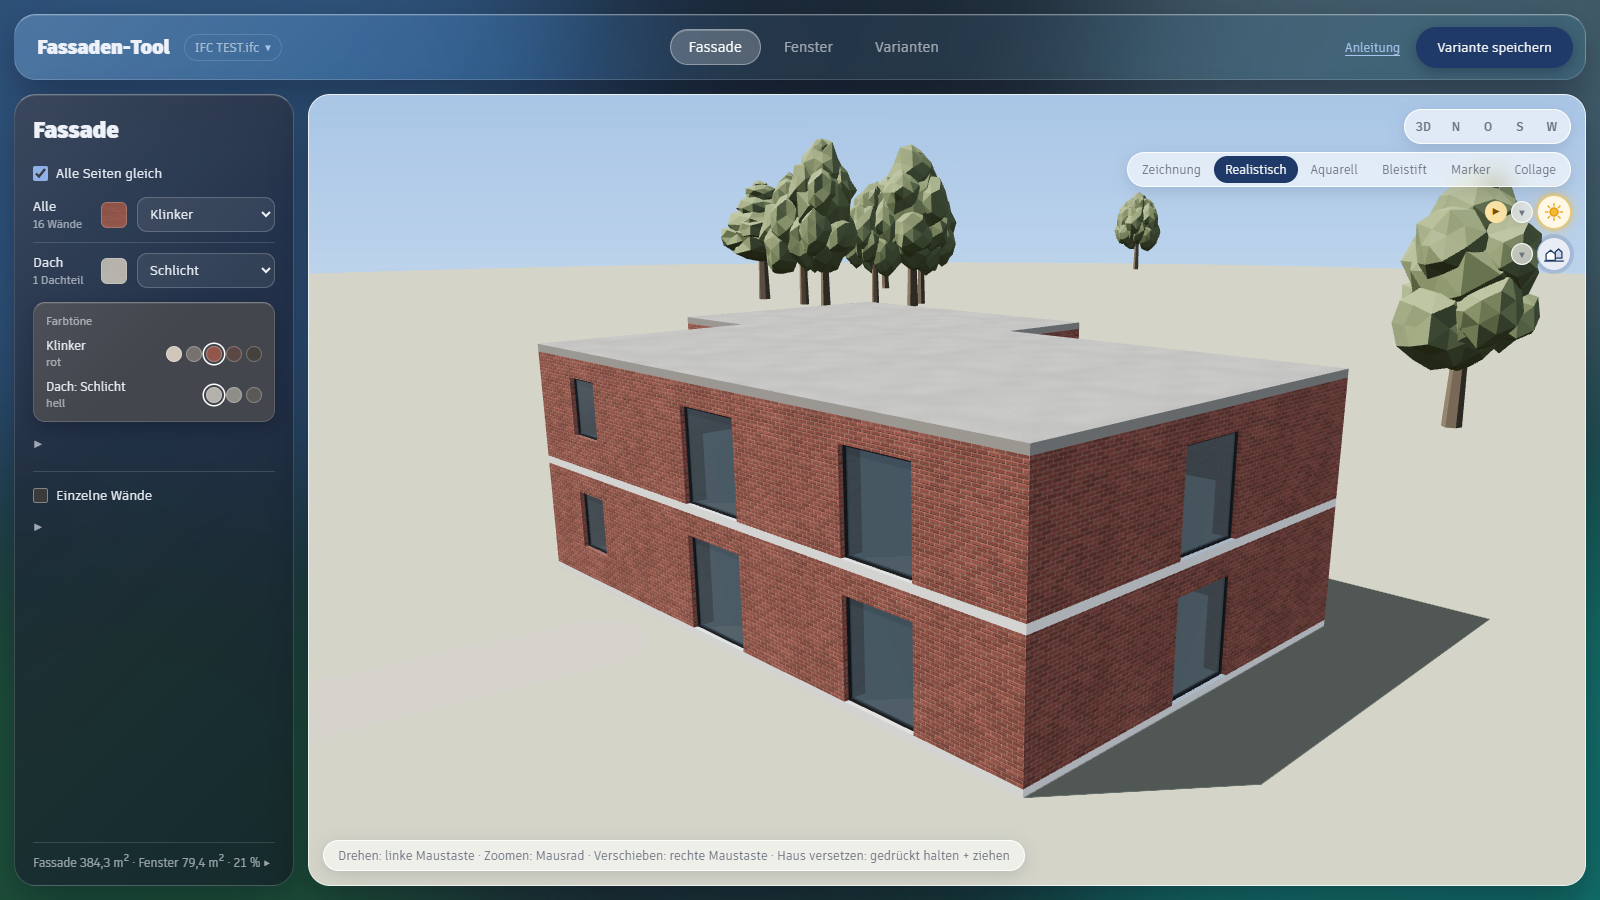 Fassaden-Tool
IFC TEST.ifc ▾
Fassade
Fenster
Varianten
Anleitung
Variante speichern
Fassade
Alle Seiten gleich
Alle
16 Wände
Klinker
Dach
1 Dachteil
Schlicht
Farbtöne
Klinker
rot
Dach: Schlicht
hell
Einzelne Wände
Fassade 384,3 m² · Fenster 79,4 m² · 21 % ▸
3D N O S W
Zeichnung Realistisch Aquarell Bleistift Marker Collage
Drehen: linke Maustaste · Zoomen: Mausrad · Verschieben: rechte Maustaste · Haus versetzen: gedrückt halten + ziehen